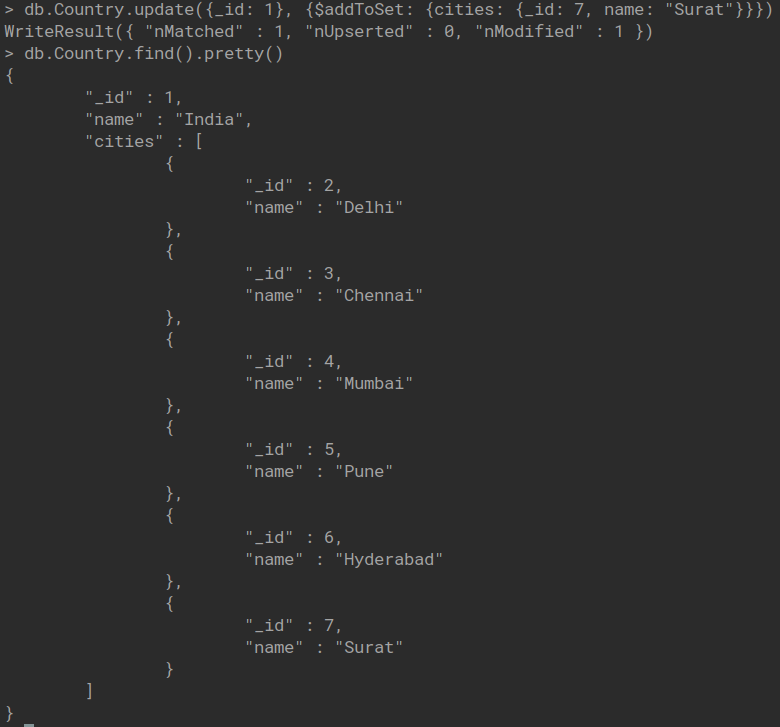 > db.Country.update({_id: 1}, {$addToSet: {cities: {_id: 7, name: "Surat"}}})
WriteResult({ "nMatched" : 1, "nUpserted" : 0, "nModified" : 1 })
> db.Country.find().pretty()
{
        "_id" : 1,
        "name" : "India",
        "cities" : [
                {
                        "_id" : 2,
                        "name" : "Delhi"
                },
                {
                        "_id" : 3,
                        "name" : "Chennai"
                },
                {
                        "_id" : 4,
                        "name" : "Mumbai"
                },
                {
                        "_id" : 5,
                        "name" : "Pune"
                },
                {
                        "_id" : 6,
                        "name" : "Hyderabad"
                },
                {
                        "_id" : 7,
                        "name" : "Surat"
                }
        ]
}